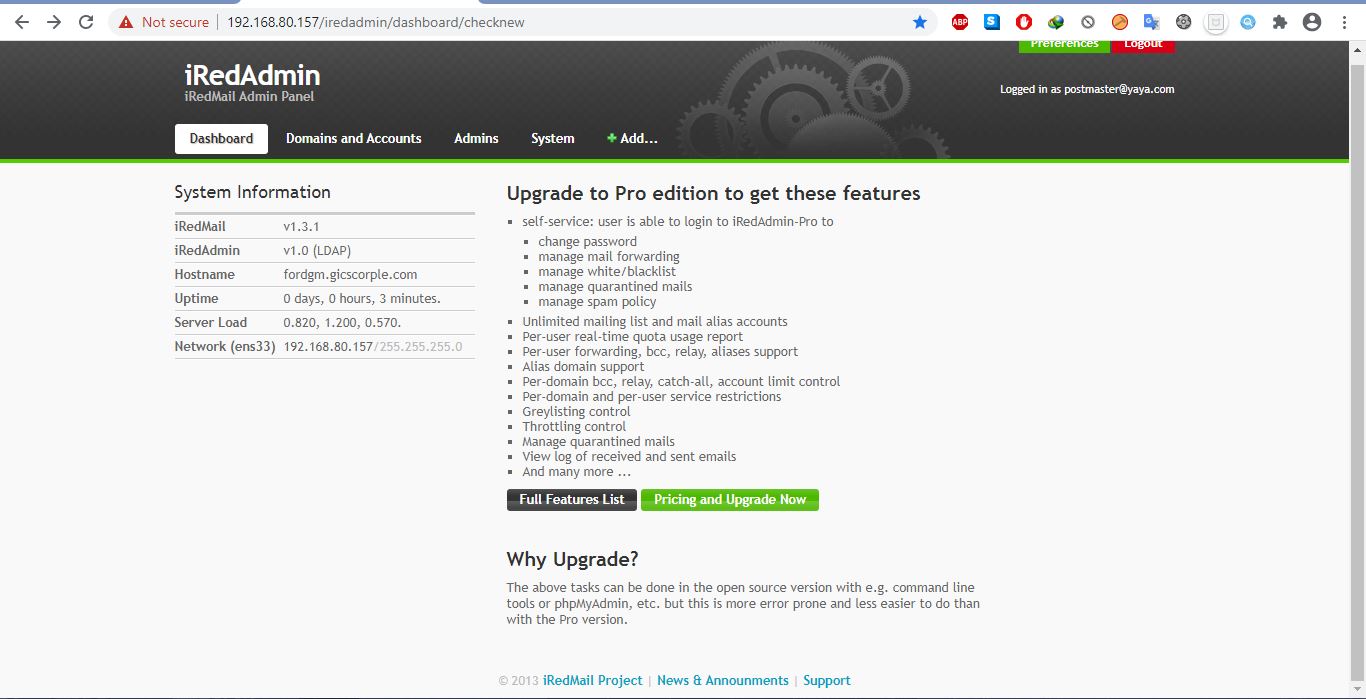 Not secure | 192.168.80.157/iredadmin/dashboard/checknew
ABP
Preferences Logout
iRedAdmin
iRedMail Admin Panel
Logged in as postmaster@yaya.com
Dashboard Domains and Accounts Admins System Add...
System Information
iRedMail v1.3.1
iRedAdmin v1.0 (LDAP)
Hostname fordgm.gicscorple.com
Uptime 0 days, 0 hours, 3 minutes.
Server Load 0.820, 1.200, 0.570.
Network (ens33) 192.168.80.157/255.255.255.0
Upgrade to Pro edition to get these features
self-service: user is able to login to iRedAdmin-Pro to
change password
manage mail forwarding
manage white/blacklist
manage quarantined mails
manage spam policy
Unlimited mailing list and mail alias accounts
Per-user real-time quota usage report
Per-user forwarding, bcc, relay, aliases support
Alias domain support
Per-domain bcc, relay, catch-all, account limit control
Per-domain and per-user service restrictions
Greylisting control
Throttling control
Manage quarantined mails
View log of received and sent emails
And many more ...
Full Features List Pricing and Upgrade Now
Why Upgrade?
The above tasks can be done in the open source version with e.g. command line
tools or phpMyAdmin, etc. but this is more error prone and less easier to do than
with the Pro version.
© 2013 iRedMail Project | News & Announments | Support